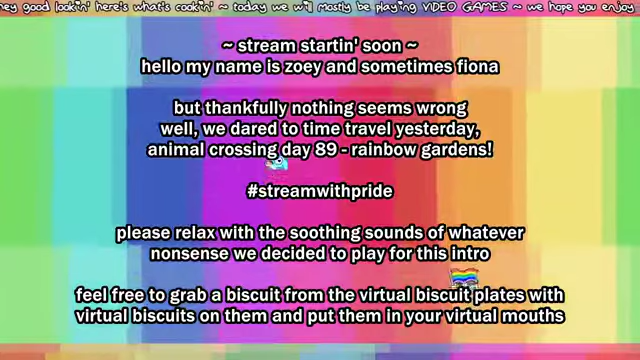 hey good lookin' here's what's cookin' ~ today we will mostly be playing VIDEO GAMES ~ we hope you enjoy
~ stream startin' soon ~
hello my name is zoey and sometimes fiona
but thankfully nothing seems wrong
well, we dared to time travel yesterday,
animal crossing day 89 - rainbow gardens!
#streamwithpride
please relax with the soothing sounds of whatever
nonsense we decided to play for this intro
feel free to grab a biscuit from the virtual biscuit plates with
virtual biscuits on them and put them in your virtual mouths